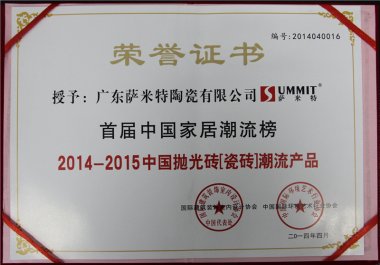 编号:2014040016
荣誉证书
授予：广东萨米特陶瓷有限公司 SUMMIT 萨米特
首届中国家居潮流榜
2014-2015中国抛光砖[瓷砖]潮流产品
二〇一四年四月